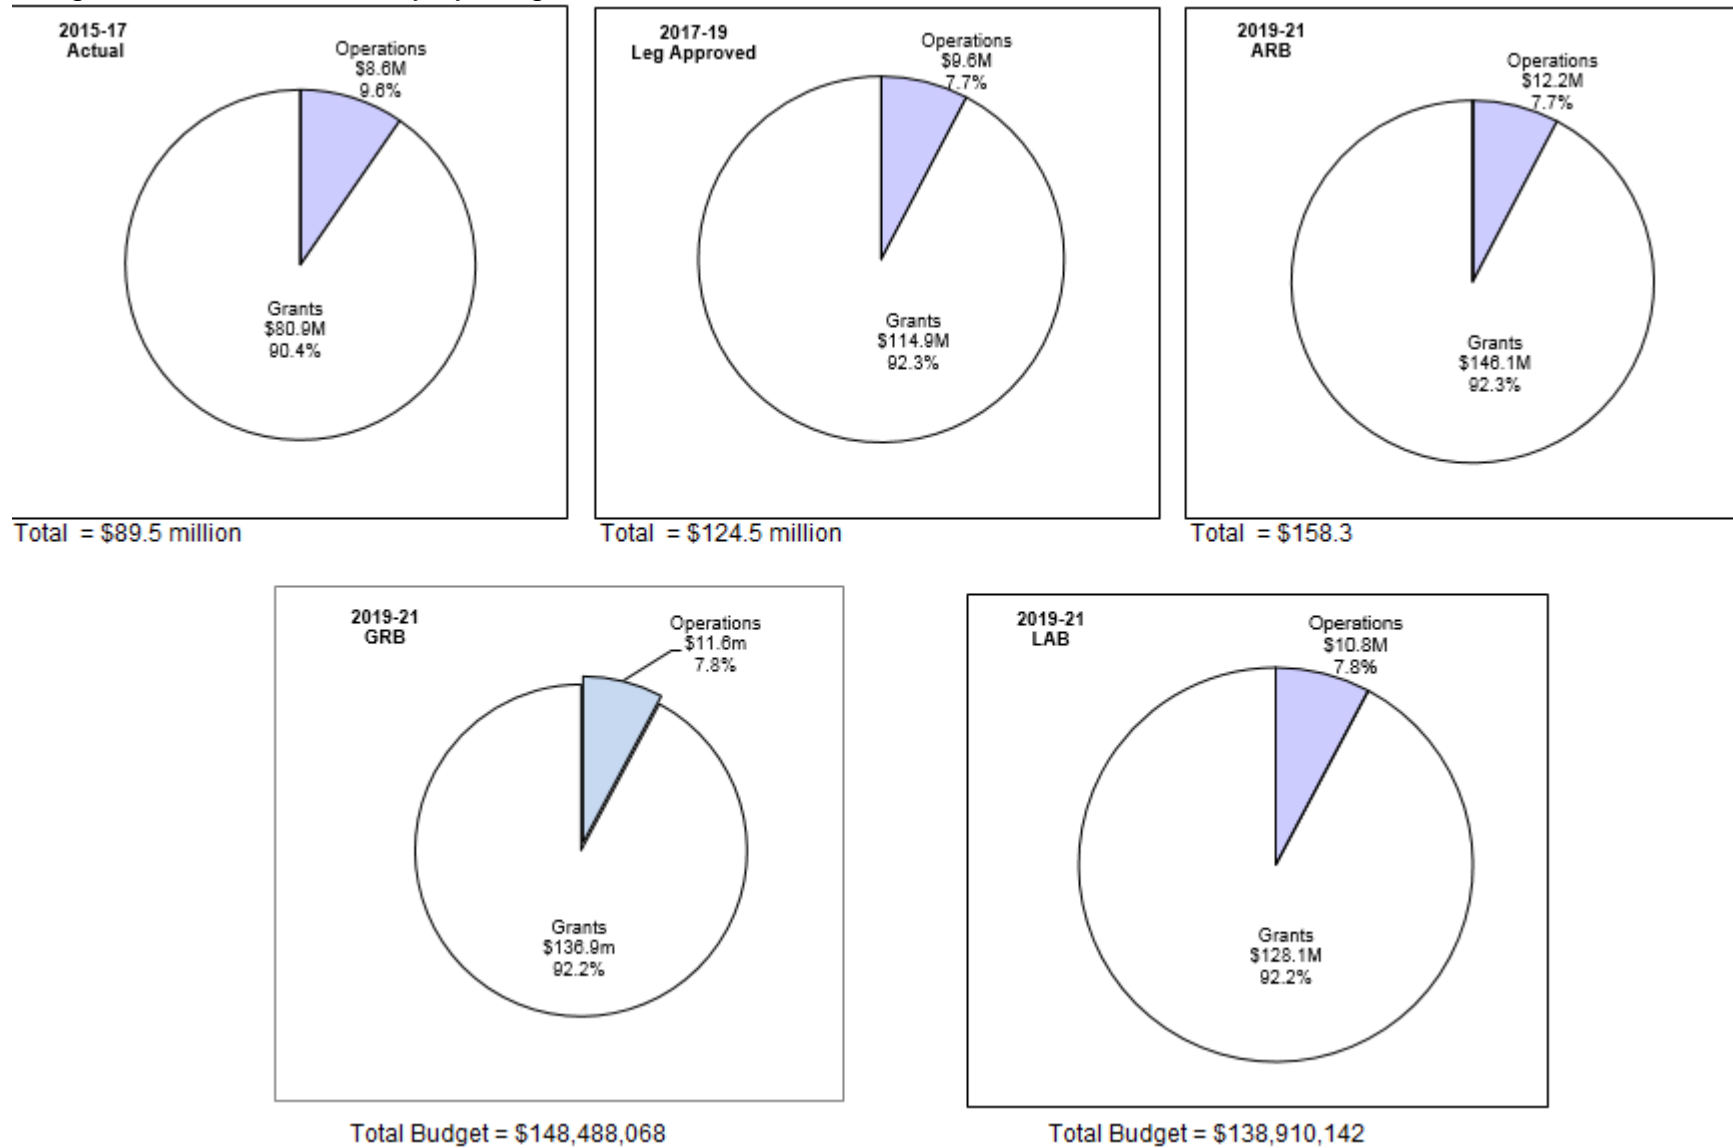 2015-17
Actual
Operations
$8.6M
9.6%
Grants
$80.9M
90.4%
Total = $89.5 million
2017-19
Leg Approved
Operations
$9.6M
7.7%
Grants
$114.9M
92.3%
Total = $124.5 million
2019-21
ARB
Operations
$12.2M
7.7%
Grants
$146.1M
92.3%
Total = $158.3
2019-21
GRB
Operations
$11.6m
7.8%
Grants
$136.9m
92.2%
Total Budget = $148,488,068
2019-21
LAB
Operations
$10.8M
7.8%
Grants
$128.1M
92.2%
Total Budget = $138,910,142